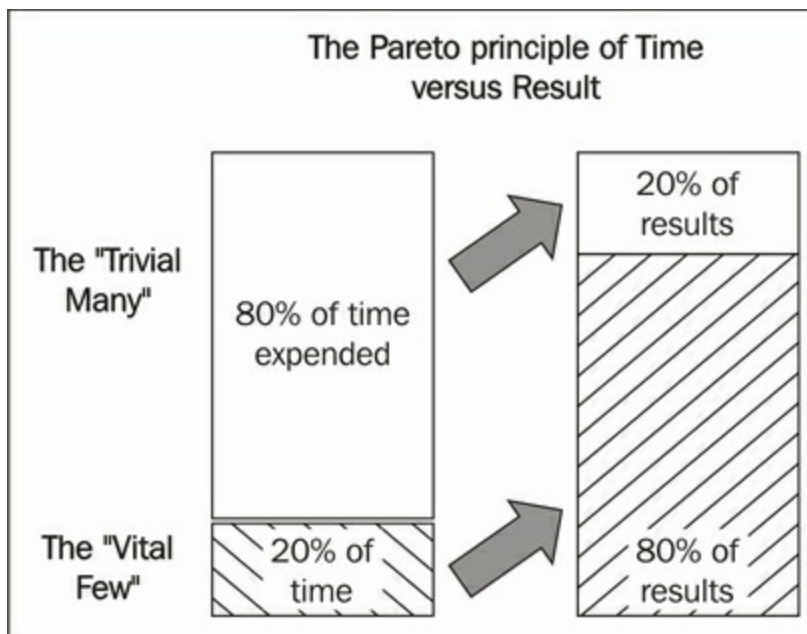 The Pareto principle of Time
versus Result
The "Trivial
Many"
80% of time
expended
20% of
results
The "Vital
Few"
20% of
time
80% of
results